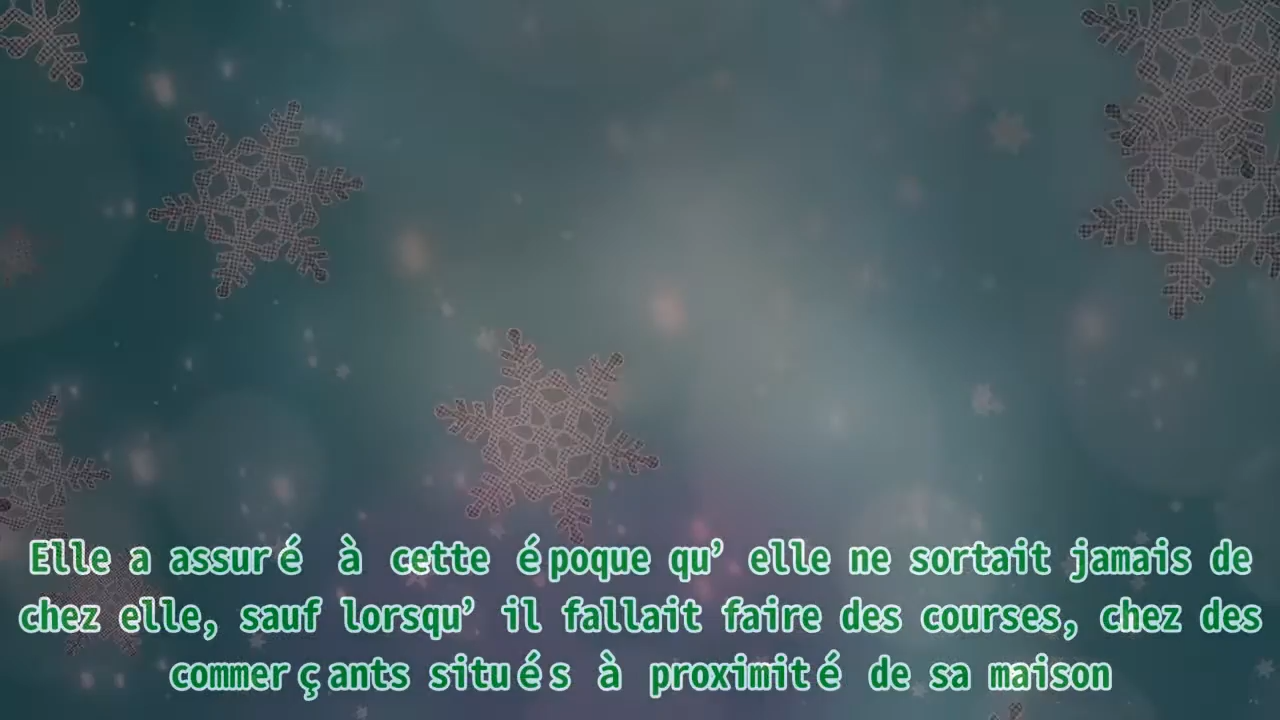 Elle a assuré à cette époque qu’ elle ne sortait jamais de
chez elle, sauf lorsqu’ il fallait faire des courses, chez des
commerçants situés à proximité de sa maison